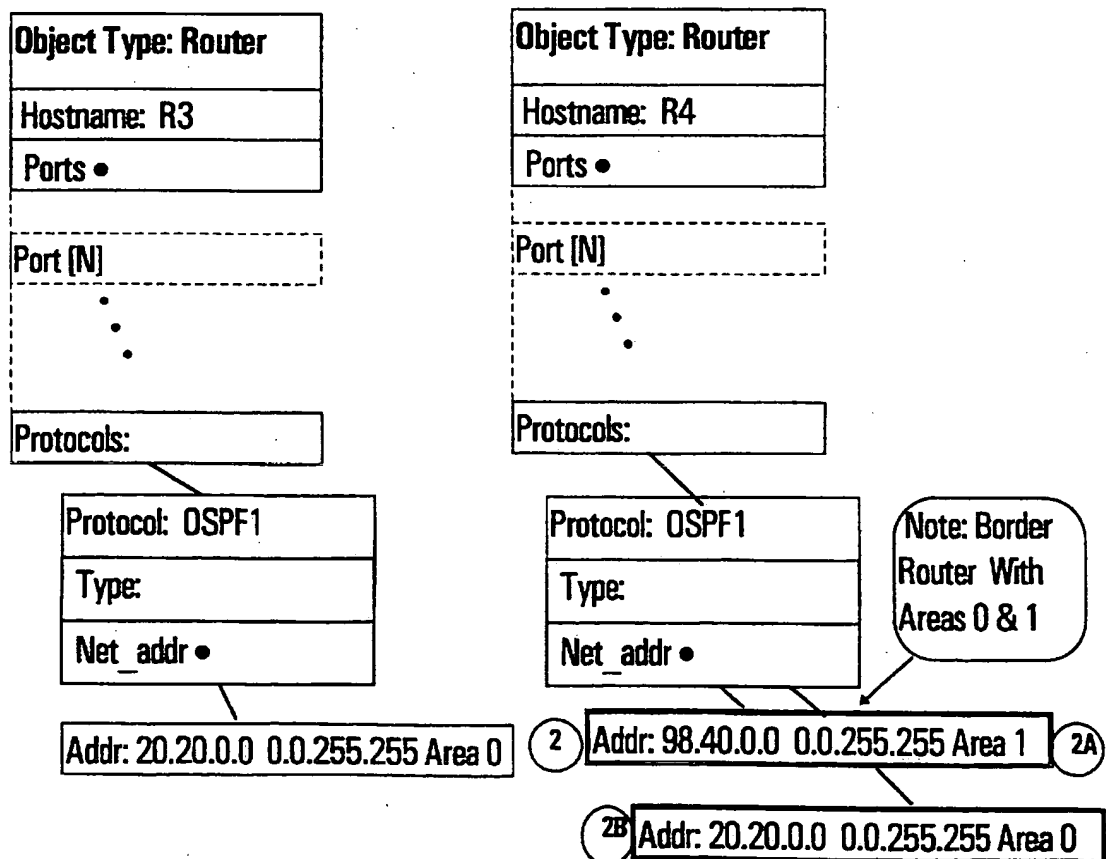 Object Type: Router
Hostname: R3
Ports •
Port [N]
Protocols:
Protocol: OSPF1
Type:
Net_addr •
Addr: 20.20.0.0 0.0.255.255 Area 0
Object Type: Router
Hostname: R4
Ports •
Port [N]
Protocols:
Protocol: OSPF1
Type:
Net_addr •
Note: Border
Router With
Areas 0 & 1
2
Addr: 98.40.0.0 0.0.255.255 Area 1
2A
2B
Addr: 20.20.0.0 0.0.255.255 Area 0